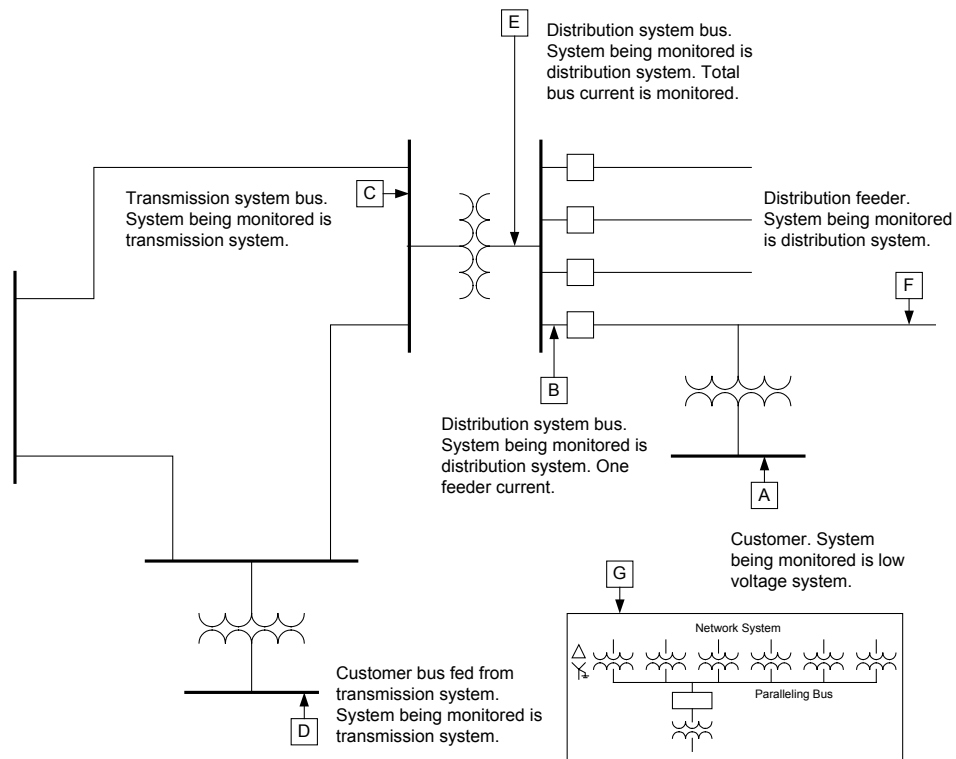 E
Distribution system bus.
System being monitored is
distribution system. Total
bus current is monitored.
C
Transmission system bus.
System being monitored is
transmission system.
Distribution feeder.
System being monitored
is distribution system.
F
B
Distribution system bus.
System being monitored is
distribution system. One
feeder current.
A
Customer. System
being monitored is low
voltage system.
G
Network System
Paralleling Bus
Customer bus fed from
transmission system.
System being monitored is
transmission system.
D